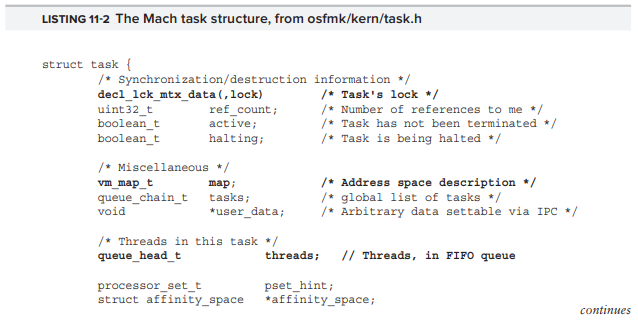 LISTING 11-2 The Mach task structure, from osfmk/kern/task.h
struct task {
/* Synchronization/destruction information */
decl_lck_mtx_data(,lock) /* Task's lock */
uint32_t ref_count; /* Number of references to me */
boolean_t active; /* Task has not been terminated */
boolean_t halting; /* Task is being halted */
/* Miscellaneous */
vm_map_t map; /* Address space description */
queue_chain_t tasks; /* global list of tasks */
void *user_data; /* Arbitrary data settable via IPC */
/* Threads in this task */
queue_head_t threads; // Threads, in FIFO queue
processor_set_t pset_hint;
struct affinity_space *affinity_space;
continues